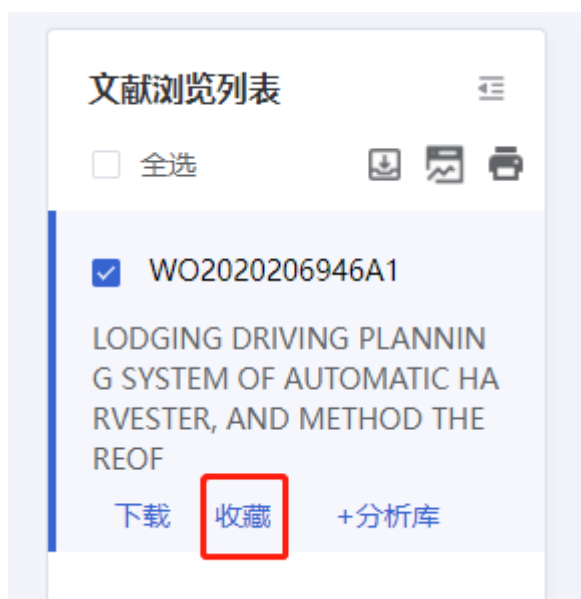 文献浏览列表
全选
WO2020206946A1
LODGING DRIVING PLANNIN
G SYSTEM OF AUTOMATIC HA
RVESTER, AND METHOD THE
REOF
下载 收藏 +分析库